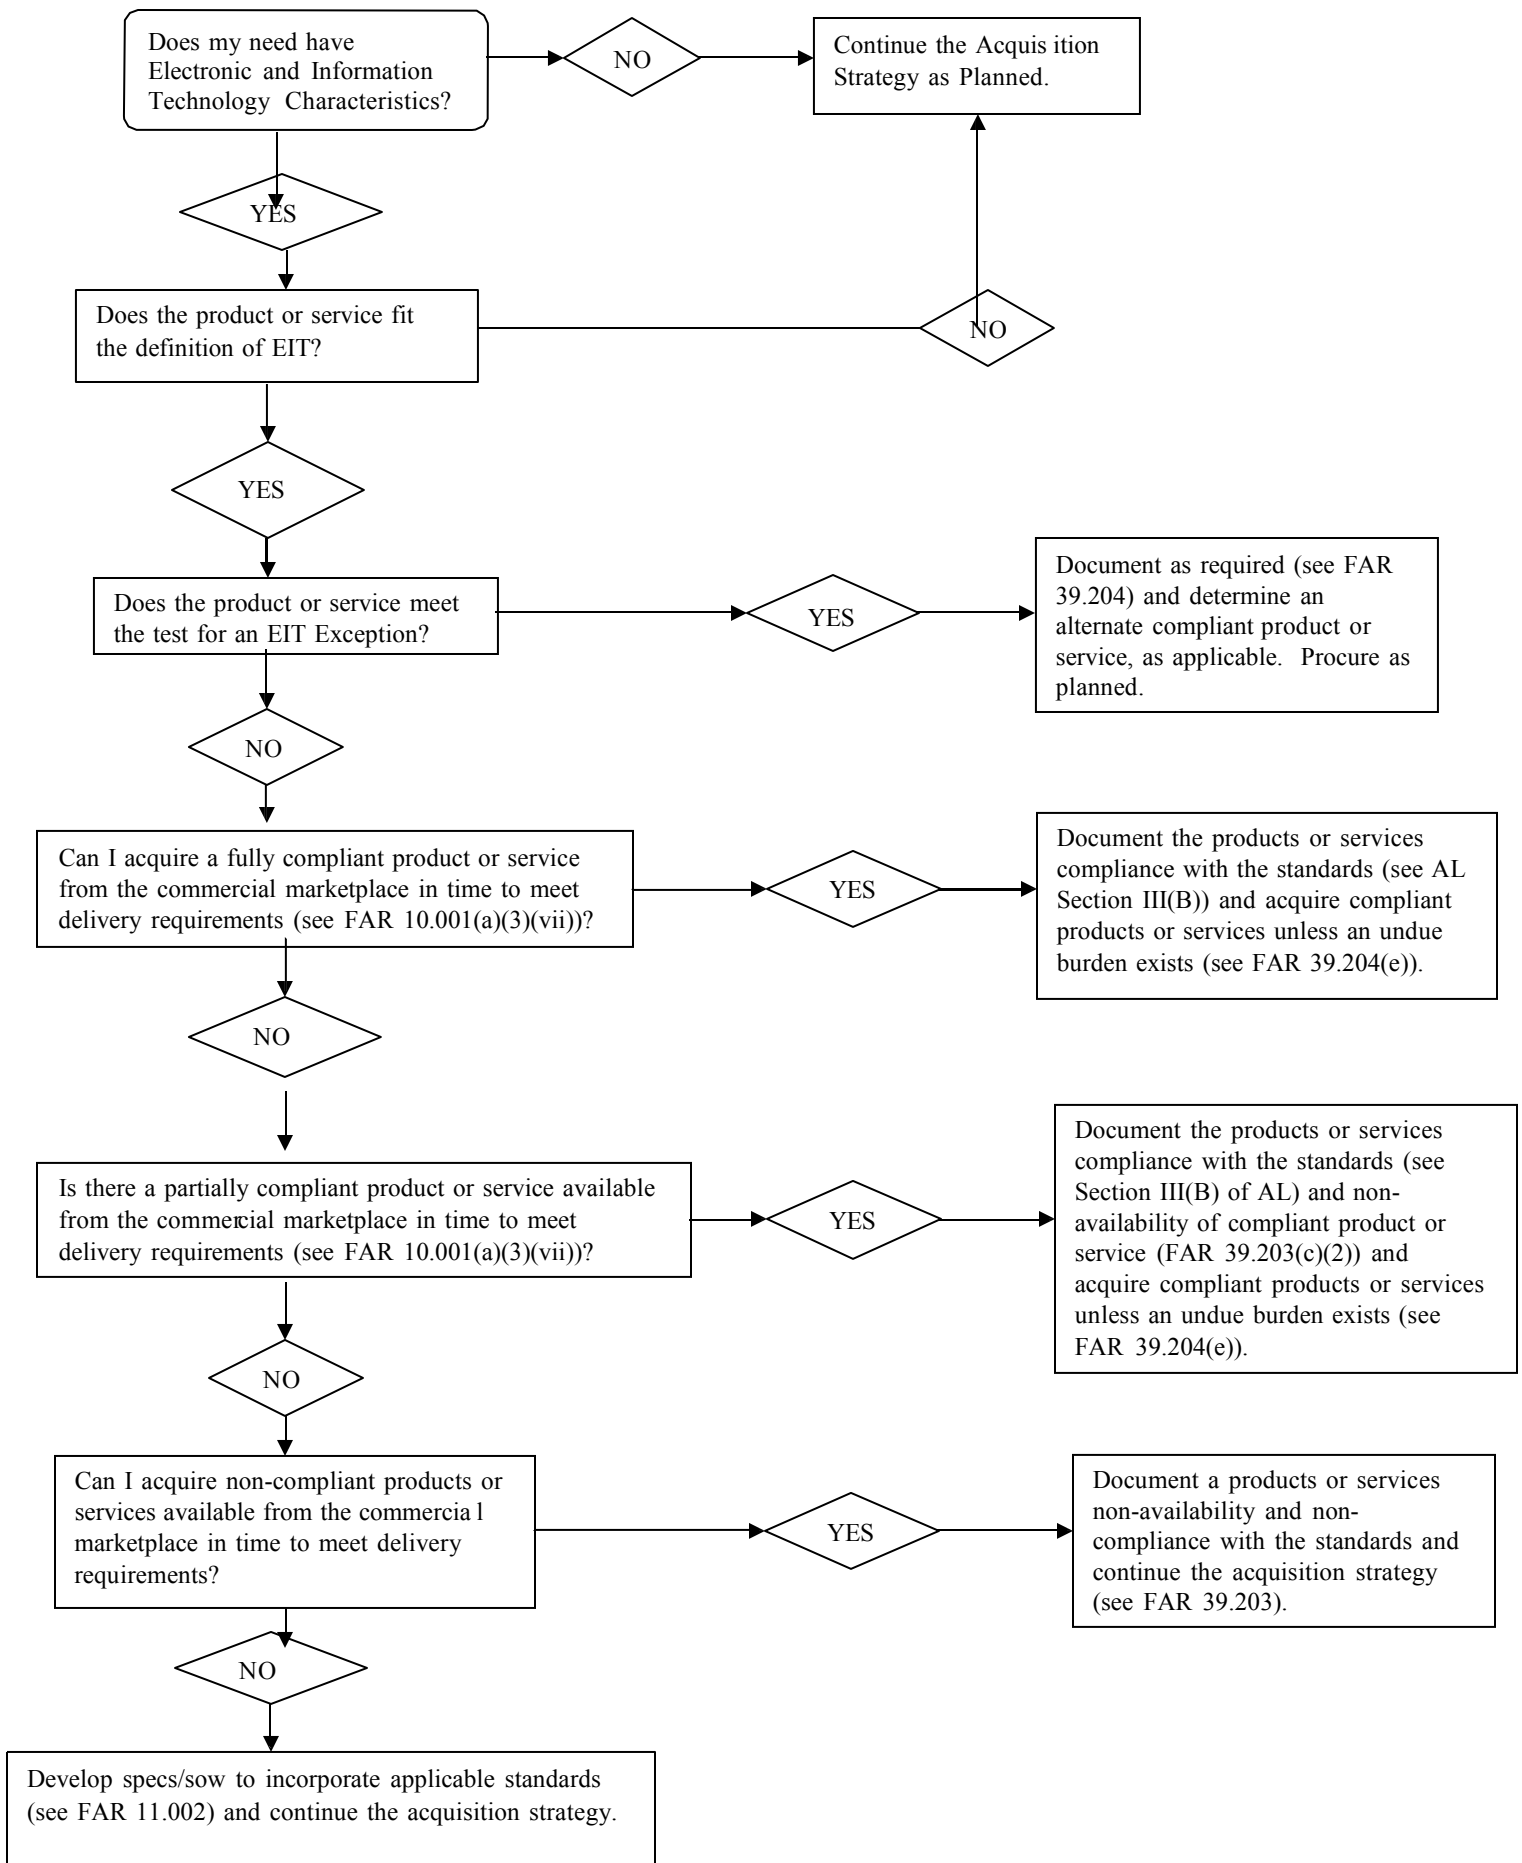 Does my need have
Electronic and Information
Technology Characteristics?
NO
Continue the Acquis ition
Strategy as Planned.
YES
Does the product or service fit
the definition of EIT?
NO
YES
Does the product or service meet
the test for an EIT Exception?
YES
Document as required (see FAR
39.204) and determine an
alternate compliant product or
service, as applicable. Procure as
planned.
NO
Can I acquire a fully compliant product or service
from the commercial marketplace in time to meet
delivery requirements (see FAR 10.001(a)(3)(vii))?
YES
Document the products or services
compliance with the standards (see AL
Section III(B)) and acquire compliant
products or services unless an undue
burden exists (see FAR 39.204(e)).
NO
Is there a partially compliant product or service available
from the commercial marketplace in time to meet
delivery requirements (see FAR 10.001(a)(3)(vii))?
YES
Document the products or services
compliance with the standards (see
Section III(B) of AL) and non-
availability of compliant product or
service (FAR 39.203(c)(2)) and
acquire compliant products or services
unless an undue burden exists (see
FAR 39.204(e)).
NO
Can I acquire non-compliant products or
services available from the commercia l
marketplace in time to meet delivery
requirements?
YES
Document a products or services
non-availability and non-
compliance with the standards and
continue the acquisition strategy
(see FAR 39.203).
NO
Develop specs/sow to incorporate applicable standards
(see FAR 11.002) and continue the acquisition strategy.